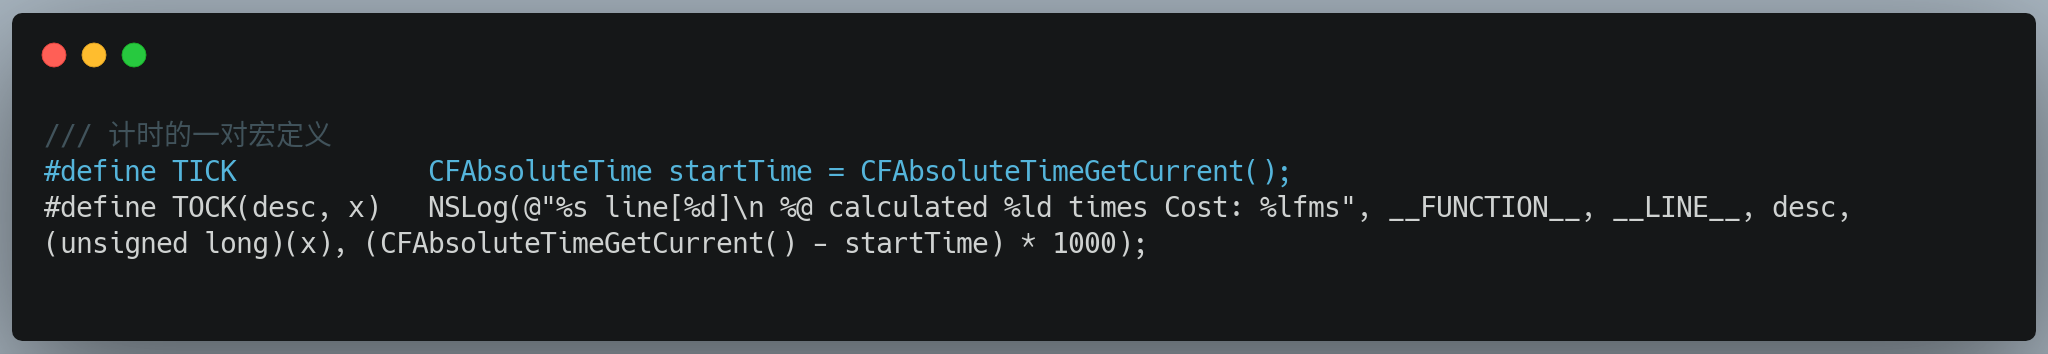 /// 计时的一对宏定义
#define TICK            CFAbsoluteTime startTime = CFAbsoluteTimeGetCurrent();
#define TOCK(desc, x)   NSLog(@"%s line[%d]\n %@ calculated %ld times Cost: %lfms", __FUNCTION__, __LINE__, desc,
(unsigned long)(x), (CFAbsoluteTimeGetCurrent() - startTime) * 1000);